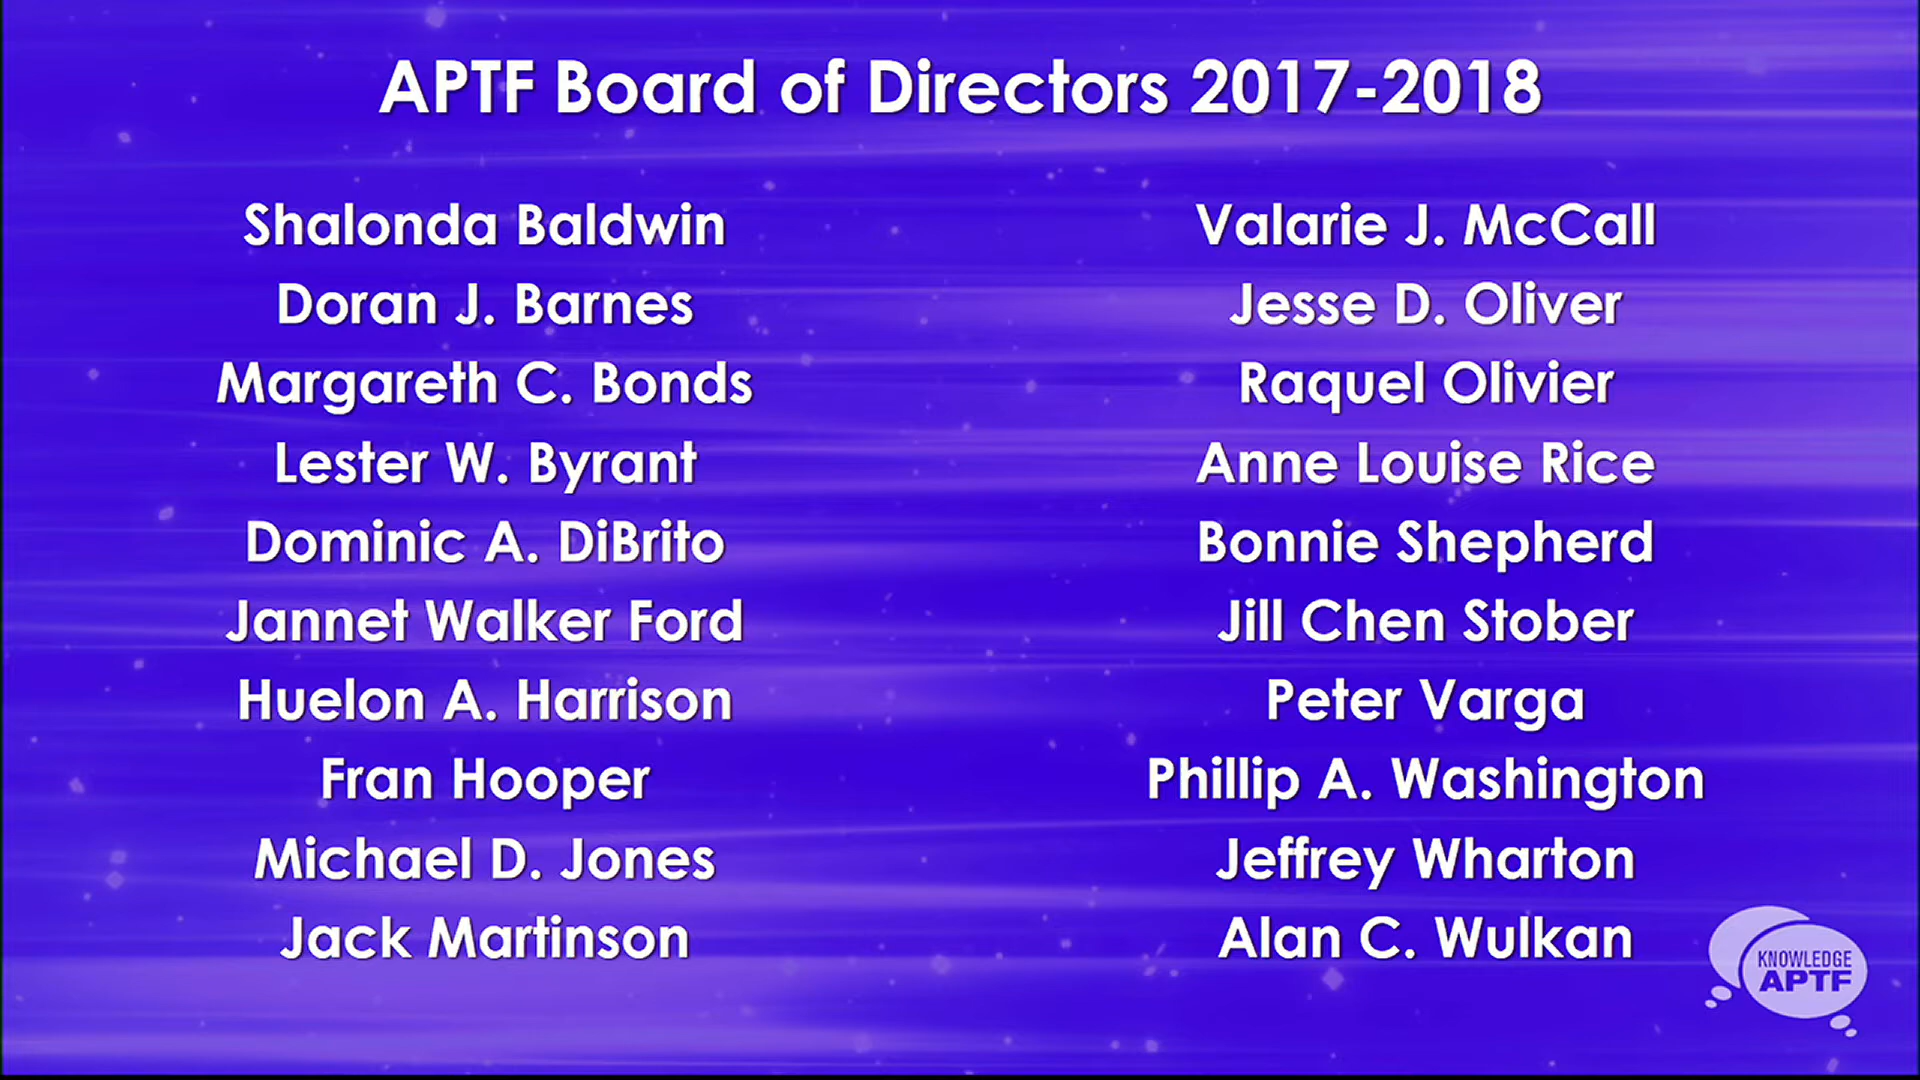 APTF Board of Directors 2017-2018
Shalonda Baldwin
Doran J. Barnes
Margareth C. Bonds
Lester W. Byrant
Dominic A. DiBrito
Jannet Walker Ford
Huelon A. Harrison
Fran Hooper
Michael D. Jones
Jack Martinson
Valarie J. McCall
Jesse D. Oliver
Raquel Olivier
Anne Louise Rice
Bonnie Shepherd
Jill Chen Stober
Peter Varga
Phillip A. Washington
Jeffrey Wharton
Alan C. Wulkan
KNOWLEDGE
APTF